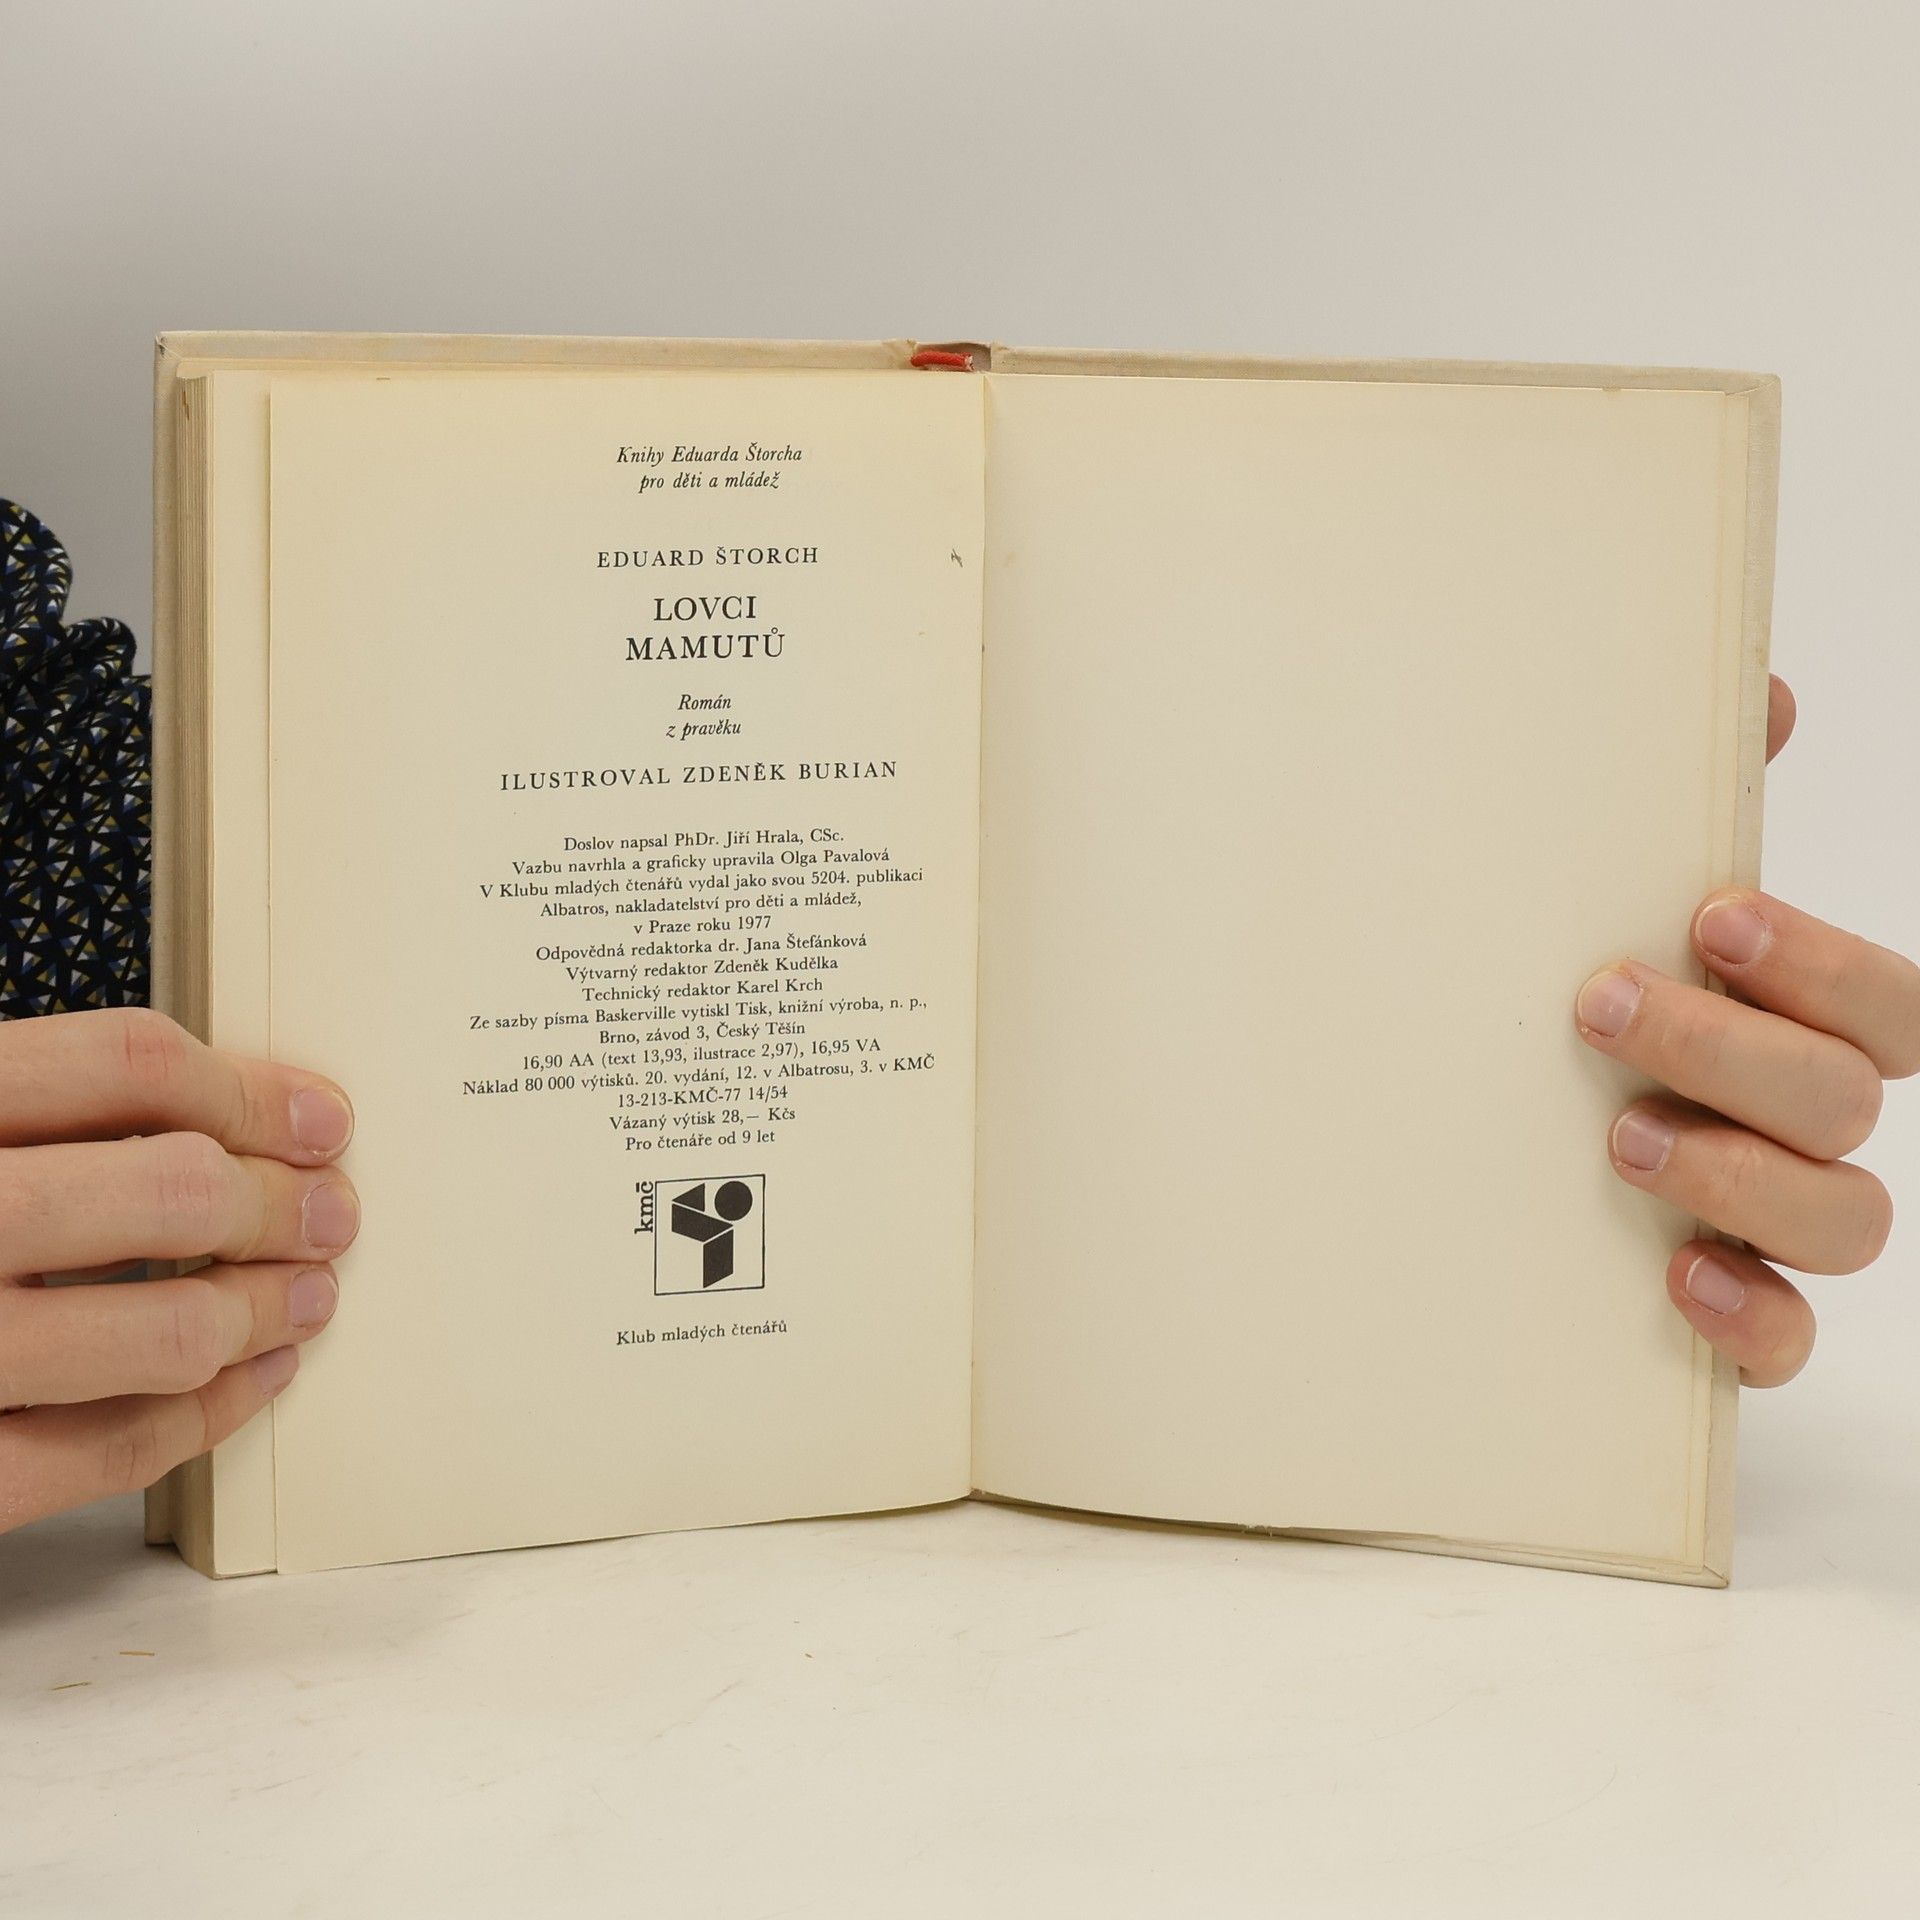 Knihy Eduarda Štorcha
pro děti a mládež
EDUARD ŠTORCH
LOVCI
MAMUTŮ
Román
z pravěku
ILUSTROVAL ZDENĚK BURIAN
Doslov napsal PhDr. Jiří Hrala, CSc.
Vazbu navrhla a graficky upravila Olga Pavalová
V Klubu mladých čtenářů vydal jako svou 5204. publikaci
Albatros, nakladatelství pro děti a mládež,
v Praze roku 1977
Odpovědná redaktorka dr. Jana Štefánková
Výtvarný redaktor Zdeněk Kudělka
Technický redaktor Karel Krch
Ze sazby písma Baskerville vytiskl Tisk, knižní výroba, n. p.,
Brno, závod 3, Český Těšín
16,90 AA (text 13,93, ilustrace 2,97), 16,95 VA
Náklad 80 000 výtisků. 20. vydání, 12. v Albatrosu, 3. v KMČ
13-213-KMČ-77 14/54
Vázaný výtisk 28,— Kčs
Pro čtenáře od 9 let
kmč
Klub mladých čtenářů